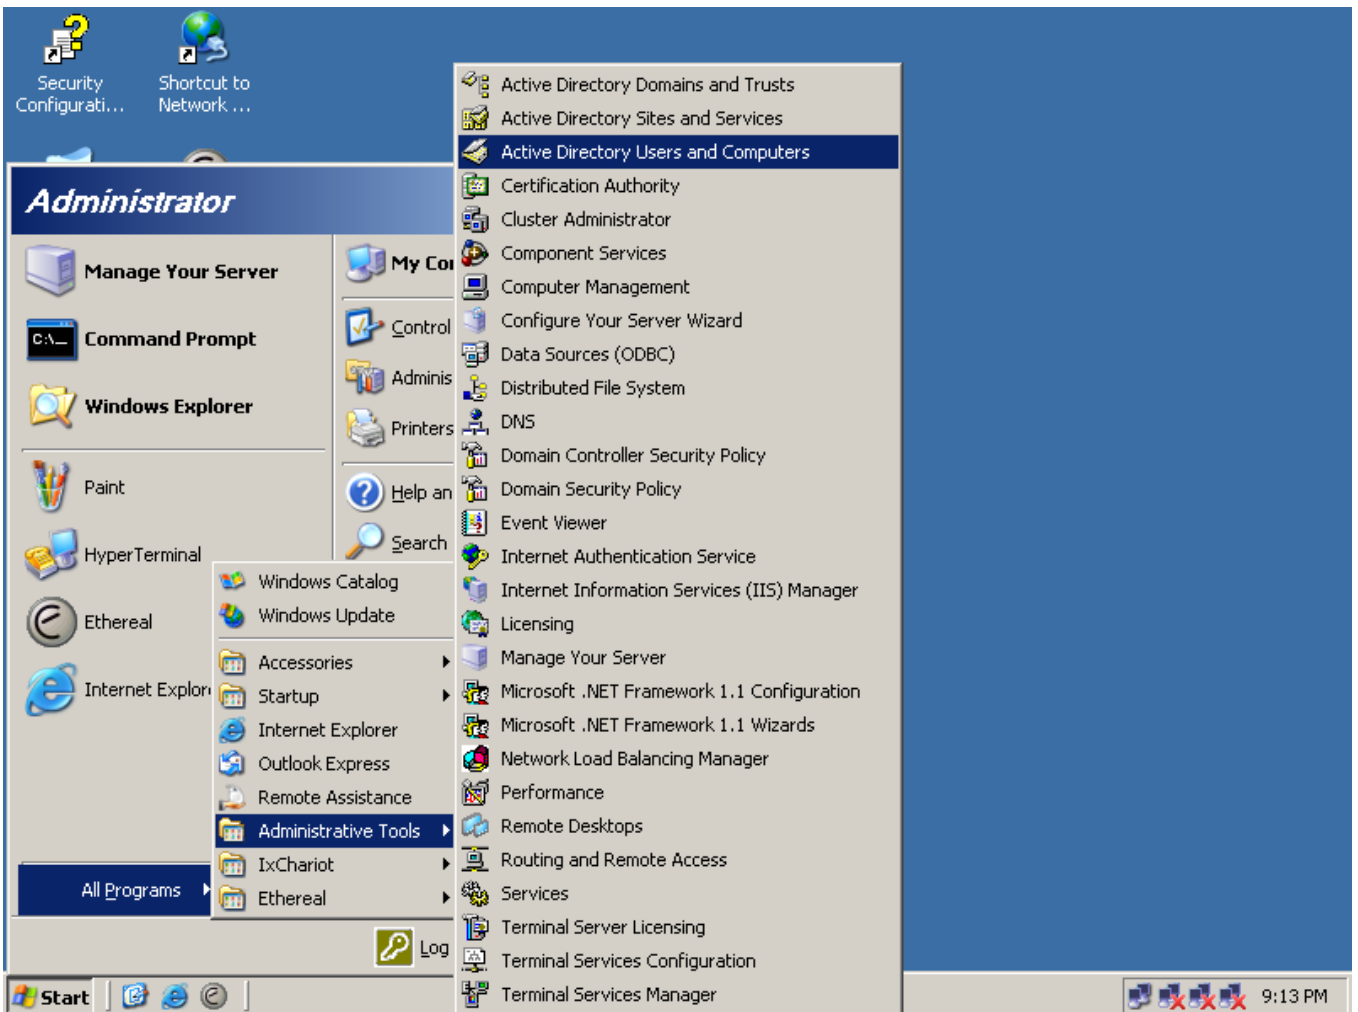 Security
Configurati...
Shortcut to
Network ...
Administrator
Manage Your Server
Command Prompt
Windows Explorer
Paint
HyperTerminal
Ethereal
Internet Explor
All Programs
My Co
Control
Adminis
Printers
Help an
Search
Log
Windows Catalog
Windows Update
Accessories
Startup
Internet Explorer
Outlook Express
Remote Assistance
Administrative Tools
IxChariot
Ethereal
Active Directory Domains and Trusts
Active Directory Sites and Services
Active Directory Users and Computers
Certification Authority
Cluster Administrator
Component Services
Computer Management
Configure Your Server Wizard
Data Sources (ODBC)
Distributed File System
DNS
Domain Controller Security Policy
Domain Security Policy
Event Viewer
Internet Authentication Service
Internet Information Services (IIS) Manager
Licensing
Manage Your Server
Microsoft .NET Framework 1.1 Configuration
Microsoft .NET Framework 1.1 Wizards
Network Load Balancing Manager
Performance
Remote Desktops
Routing and Remote Access
Services
Terminal Server Licensing
Terminal Services Configuration
Terminal Services Manager
Start
9:13 PM